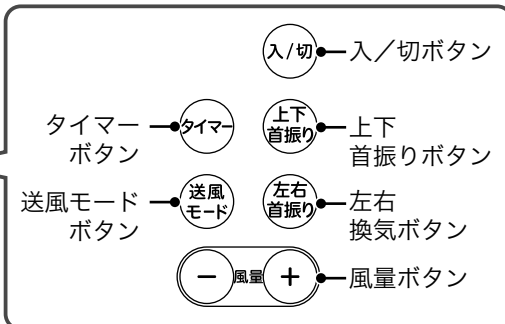 入/切
入／切ボタン
タイマー
ボタン
タイマー
上下
首振り
上下
首振りボタン
送風モード
ボタン
送風
モード
左右
首振り
左右
換気ボタン
－ 風量 ＋
風量ボタン